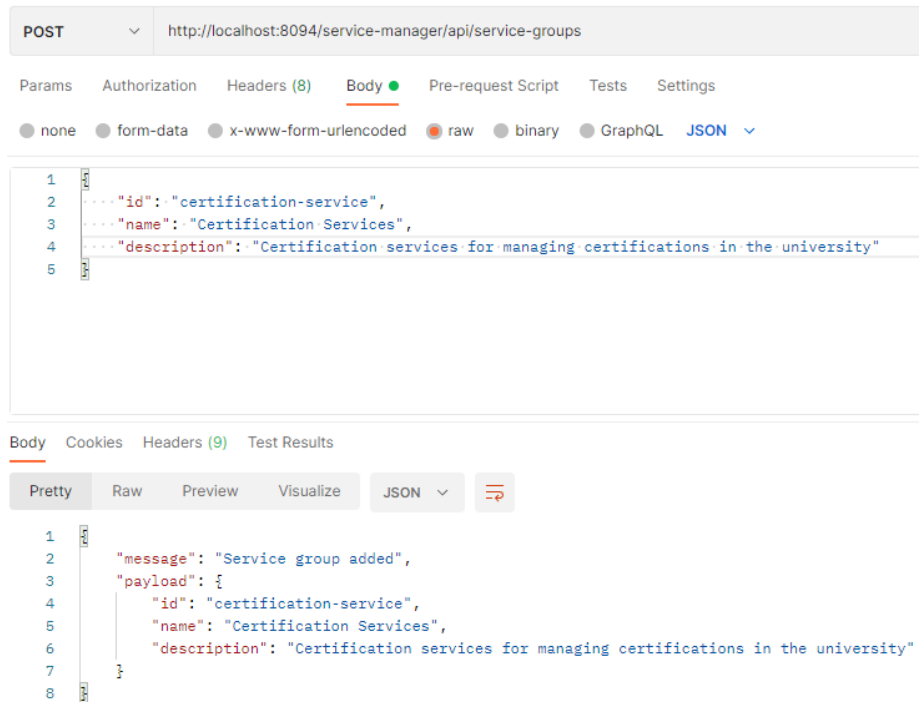 POST http://localhost:8094/service-manager/api/service-groups
Params Authorization Headers (8) Body Pre-request Script Tests Settings
none form-data x-www-form-urlencoded raw binary GraphQL JSON
1 {
2 "id": "certification-service",
3 "name": "Certification Services",
4 "description": "Certification services for managing certifications in the university"
5 }
Body Cookies Headers (9) Test Results
Pretty Raw Preview Visualize JSON
1 {
2 "message": "Service group added",
3 "payload": {
4 "id": "certification-service",
5 "name": "Certification Services",
6 "description": "Certification services for managing certifications in the university"
7 }
8 }